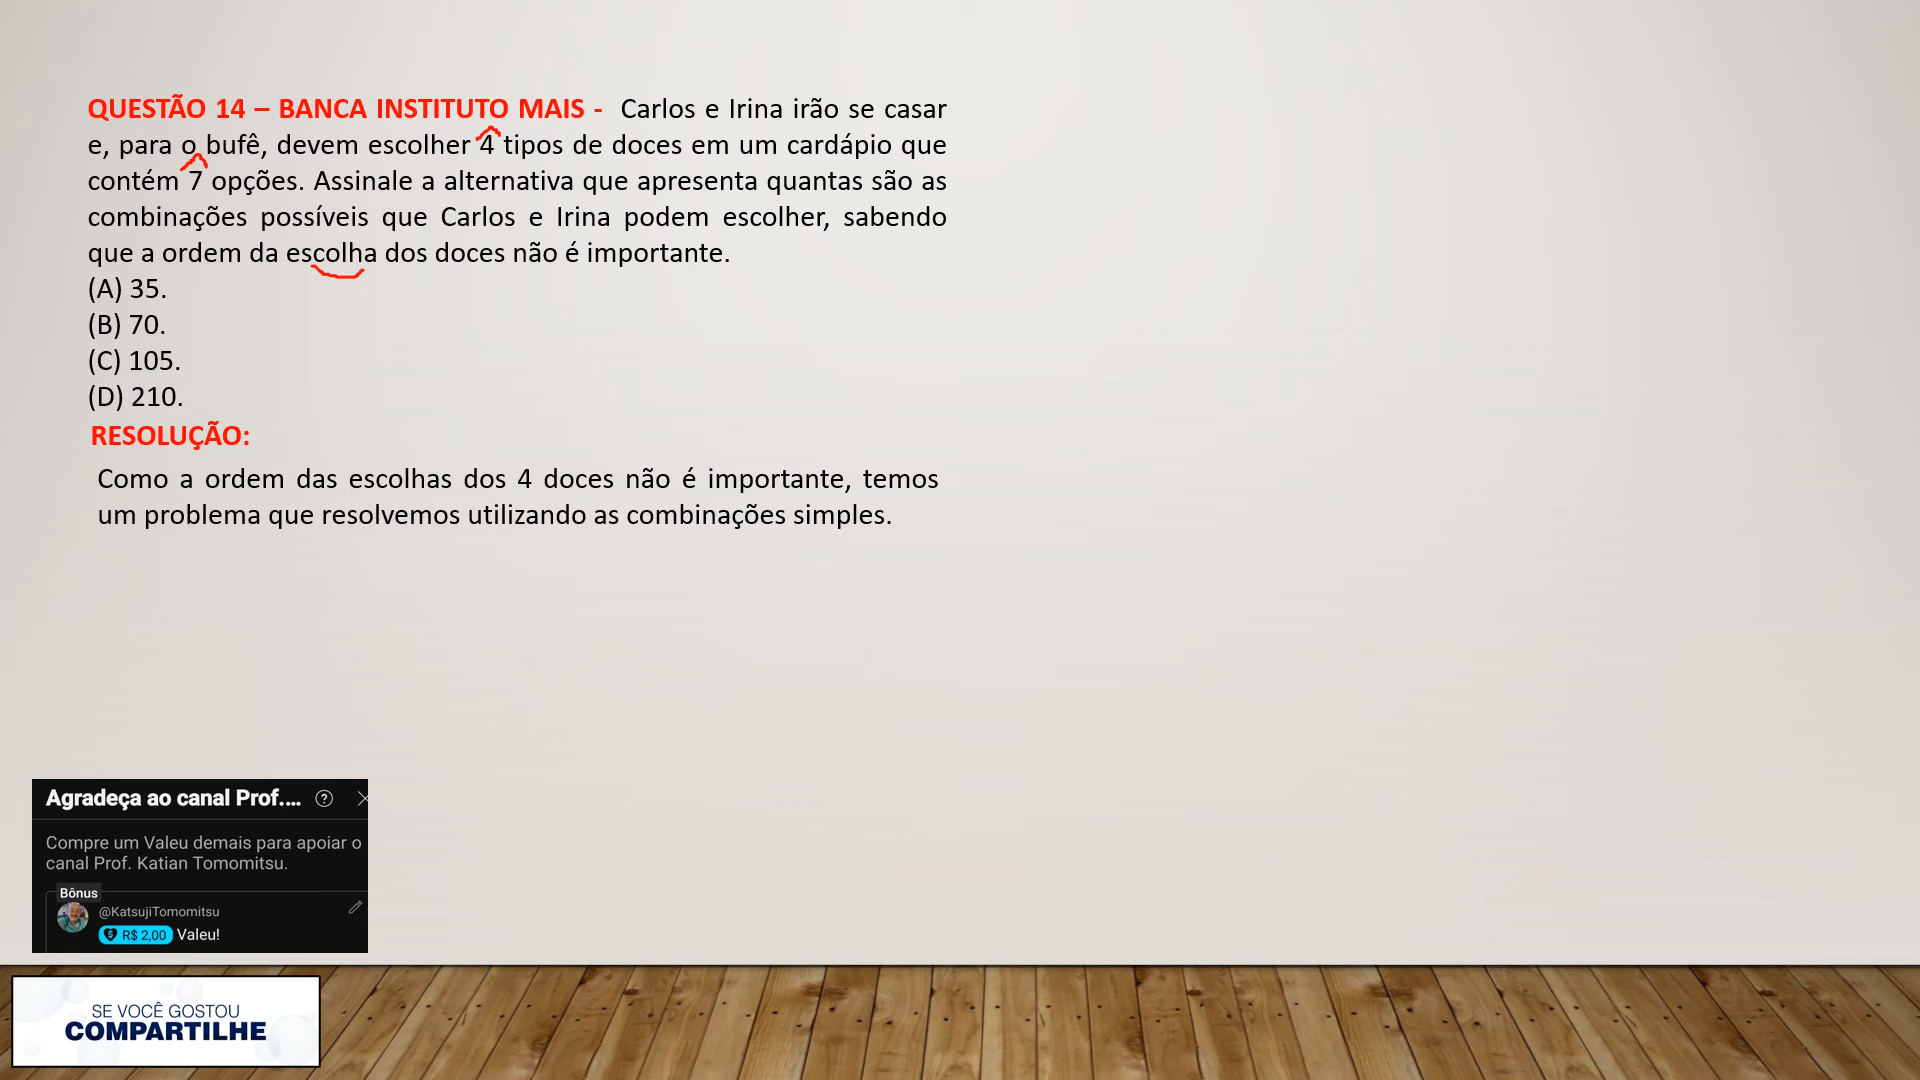 QUESTÃO 14 – BANCA INSTITUTO MAIS - Carlos e Irina irão se casar
e, para o bufê, devem escolher 4 tipos de doces em um cardápio que
contém 7 opções. Assinale a alternativa que apresenta quantas são as
combinações possíveis que Carlos e Irina podem escolher, sabendo
que a ordem da escolha dos doces não é importante.
(A) 35.
(B) 70.
(C) 105.
(D) 210.
RESOLUÇÃO:
Como a ordem das escolhas dos 4 doces não é importante, temos
um problema que resolvemos utilizando as combinações simples.
Agradeça ao canal Prof....
Compre um Valeu demais para apoiar o
canal Prof. Katian Tomomitsu.
Bônus
@KatsujiTomomitsu
R$ 2,00 Valeu!
SE VOCÊ GOSTOU
COMPARTILHE